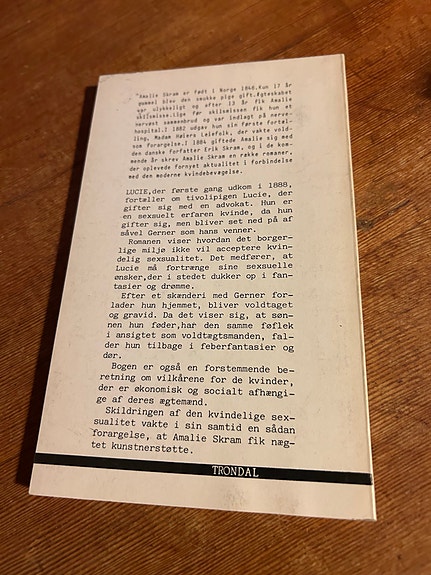 "Amalie Skram er født i Norge 1846.Kun 17 år
gammel blev den smukke pige gift.Ægteskabet
var ulykkeligt og efter 13 år fik Amalie
skilsmisse.Lige før skilsmissen fik hun et
nervøst sammenbrud og var indlagt på nerve-
hospital.I 1882 udgav hun sin første fortæl-
ling, Madam Høiers Leiefolk, der vakte vold-
som forargelse.I 1884 giftede Amalie sig med
den danske forfatter Erik Skram, og i de kom-
mende år skrev Amalie Skram en række romaner,
der oplevede fornyet aktualitet i forbindelse
med den moderne kvindebevægelse.
LUCIE,der første gang udkom i 1888,
fortæller om tivolipigen Lucie, der
gifter sig med en advokat. Hun er
en sexuelt erfaren kvinde, da hun
gifter sig, men bliver set ned på af
såvel Gerner som hans venner.
Romanen viser hvordan det borger-
lige miljø ikke vil acceptere kvin-
delig sexualitet. Det medfører, at
Lucie må fortrænge sine sexuelle
ønsker,der i stedet dukker op i fan-
tasier og drømme.
Efter et skænderi med Gerner for-
lader hun hjemmet, bliver voldtaget
og gravid. Da det viser sig, at søn-
nen hun føder,har den samme føflek
i ansigtet som voldtægtsmanden, fal-
der hun tilbage i feberfantasier og
dør.
Bogen er også en forstemmende be-
retning om vilkårene for de kvinder,
der er økonomisk og socialt afhængi-
ge af deres ægtemænd.
Skildringen af den kvindelige sex-
sualitet vakte i sin samtid en sådan
forargelse, at Amalie Skram fik næg-
tet kunstnerstøtte.
TRONDAL